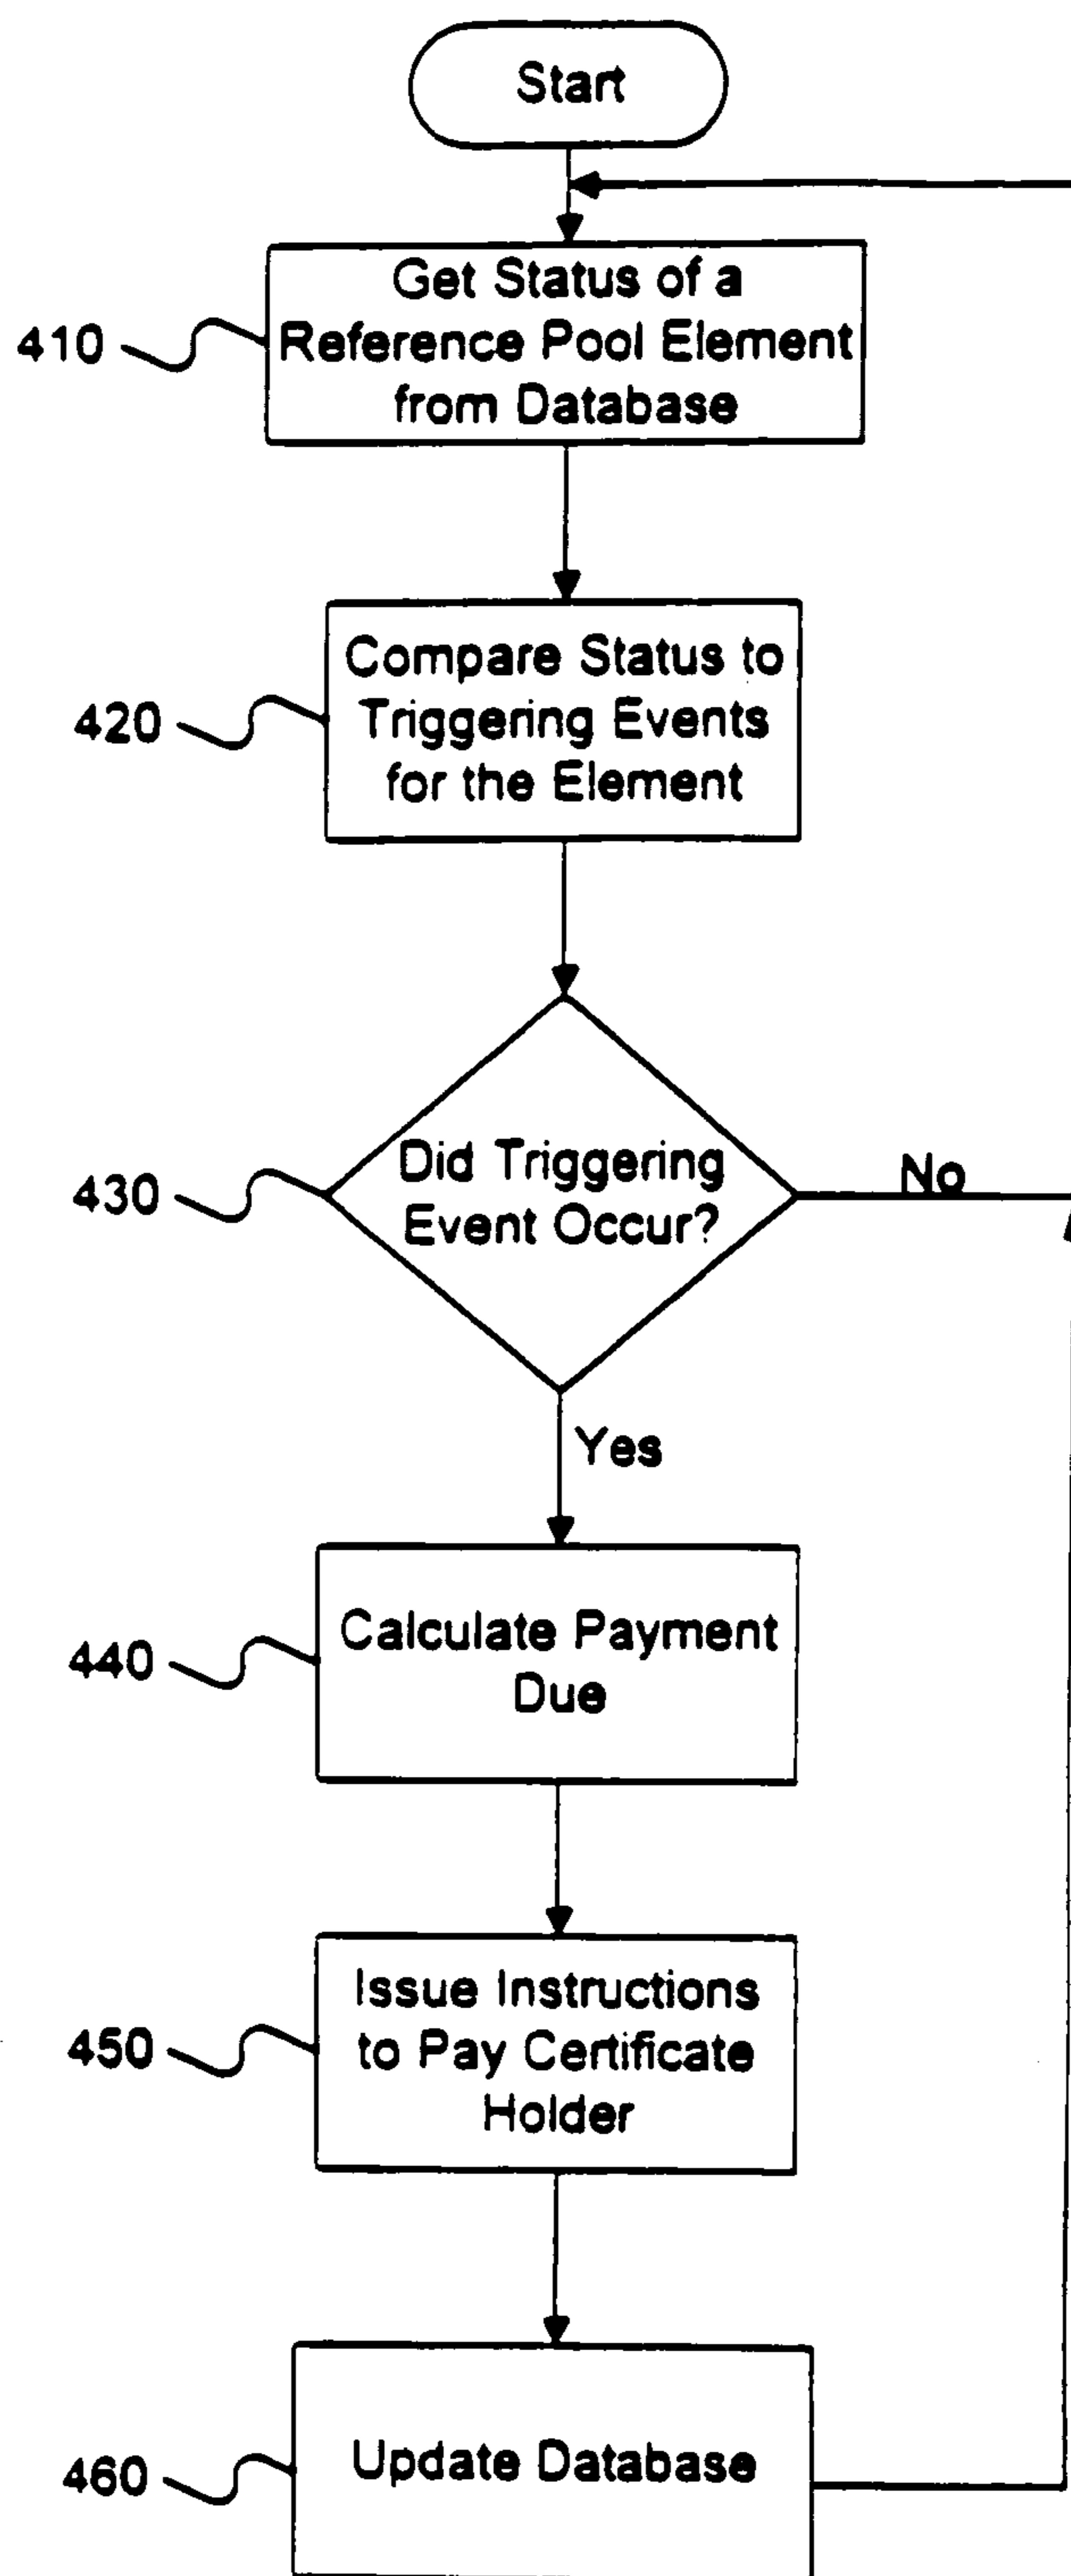 Start
Get Status of a
Reference Pool Element
from Database
410
Compare Status to
Triggering Events
for the Element
420
Did Triggering
Event Occur?
430
No
Yes
Calculate Payment
Due
440
Issue Instructions
to Pay Certificate
Holder
450
Update Database
460